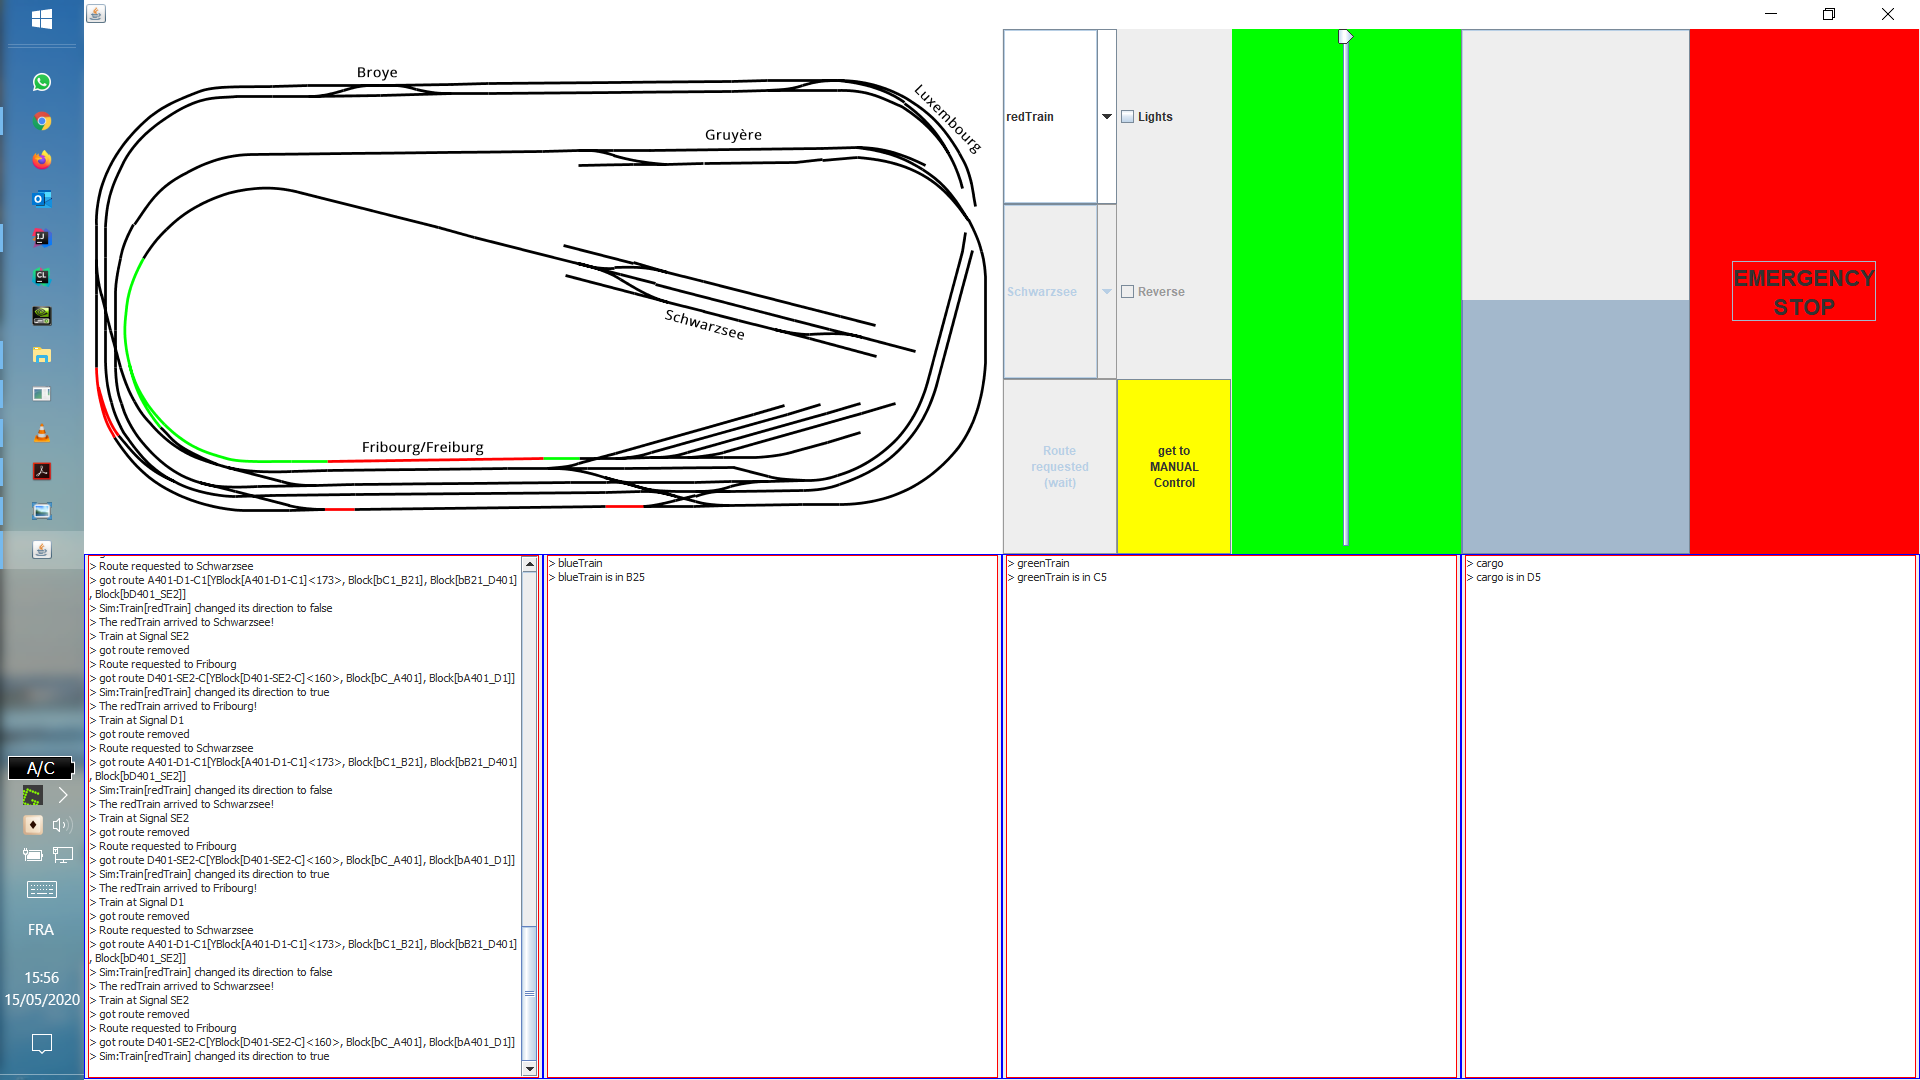 Broye
Luxembourg
Gruyère
Schwarzsee
Fribourg/Freiburg
redTrain
Lights
Schwarzsee
Reverse
Route
requested
(wait)
get to
MANUAL
Control
EMERGENCY
STOP
> Route requested to Schwarzsee
> got route A401-D1-C1[YBlock[A401-D1-C1]<173>, Block[bC1_B21], Block[bB21_D401]
, Block[bD401_SE2]]
> Sim:Train[redTrain] changed its direction to false
> The redTrain arrived to Schwarzsee!
> Train at Signal SE2
> got route removed
> Route requested to Fribourg
> got route D401-SE2-C[YBlock[D401-SE2-C]<160>, Block[bC_A401], Block[bA401_D1]]
> Sim:Train[redTrain] changed its direction to true
> The redTrain arrived to Fribourg!
> Train at Signal D1
> got route removed
> Route requested to Schwarzsee
> got route A401-D1-C1[YBlock[A401-D1-C1]<173>, Block[bC1_B21], Block[bB21_D401]
, Block[bD401_SE2]]
> Sim:Train[redTrain] changed its direction to false
> The redTrain arrived to Schwarzsee!
> Train at Signal SE2
> got route removed
> Route requested to Fribourg
> got route D401-SE2-C[YBlock[D401-SE2-C]<160>, Block[bC_A401], Block[bA401_D1]]
> Sim:Train[redTrain] changed its direction to true
> The redTrain arrived to Fribourg!
> Train at Signal D1
> got route removed
> Route requested to Schwarzsee
> got route A401-D1-C1[YBlock[A401-D1-C1]<173>, Block[bC1_B21], Block[bB21_D401]
, Block[bD401_SE2]]
> Sim:Train[redTrain] changed its direction to false
> The redTrain arrived to Schwarzsee!
> Train at Signal SE2
> got route removed
> Route requested to Fribourg
> got route D401-SE2-C[YBlock[D401-SE2-C]<160>, Block[bC_A401], Block[bA401_D1]]
> Sim:Train[redTrain] changed its direction to true
> blueTrain
> blueTrain is in B25
> greenTrain
> greenTrain is in C5
> cargo
> cargo is in D5
A/C
FRA
15:56
15/05/2020